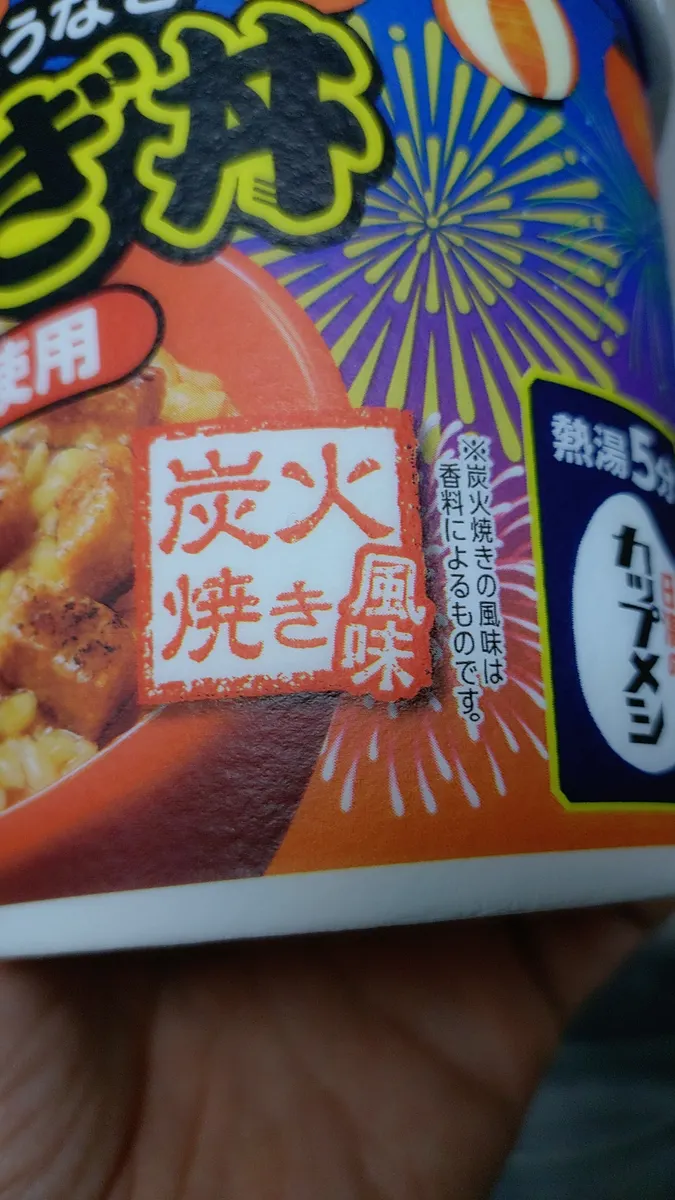 うなぎ
ぎ丼
使用
炭火
焼き
風味
※炭火焼きの風味は
香料によるものです。
熱湯5分
カップメシ